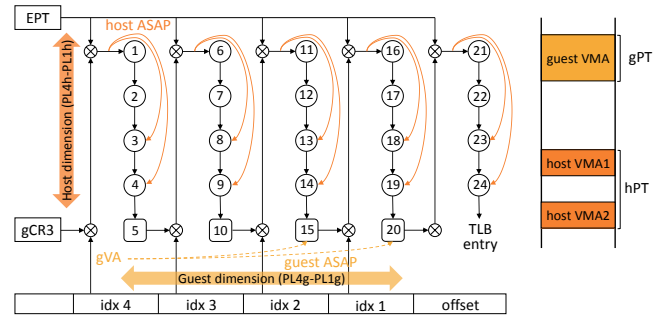 EPT
host ASAP
1 6 11 16 21
2 7 12 17 22
3 8 13 18 23
4 9 14 19 24
Host dimension (PL4h-PL1h)
gCR3
5 10 15 20
TLB
entry
gVA
guest ASAP
Guest dimension (PL4g-PL1g)
idx 4 idx 3 idx 2 idx 1 offset
guest VMA
gPT
host VMA1
hPT
host VMA2